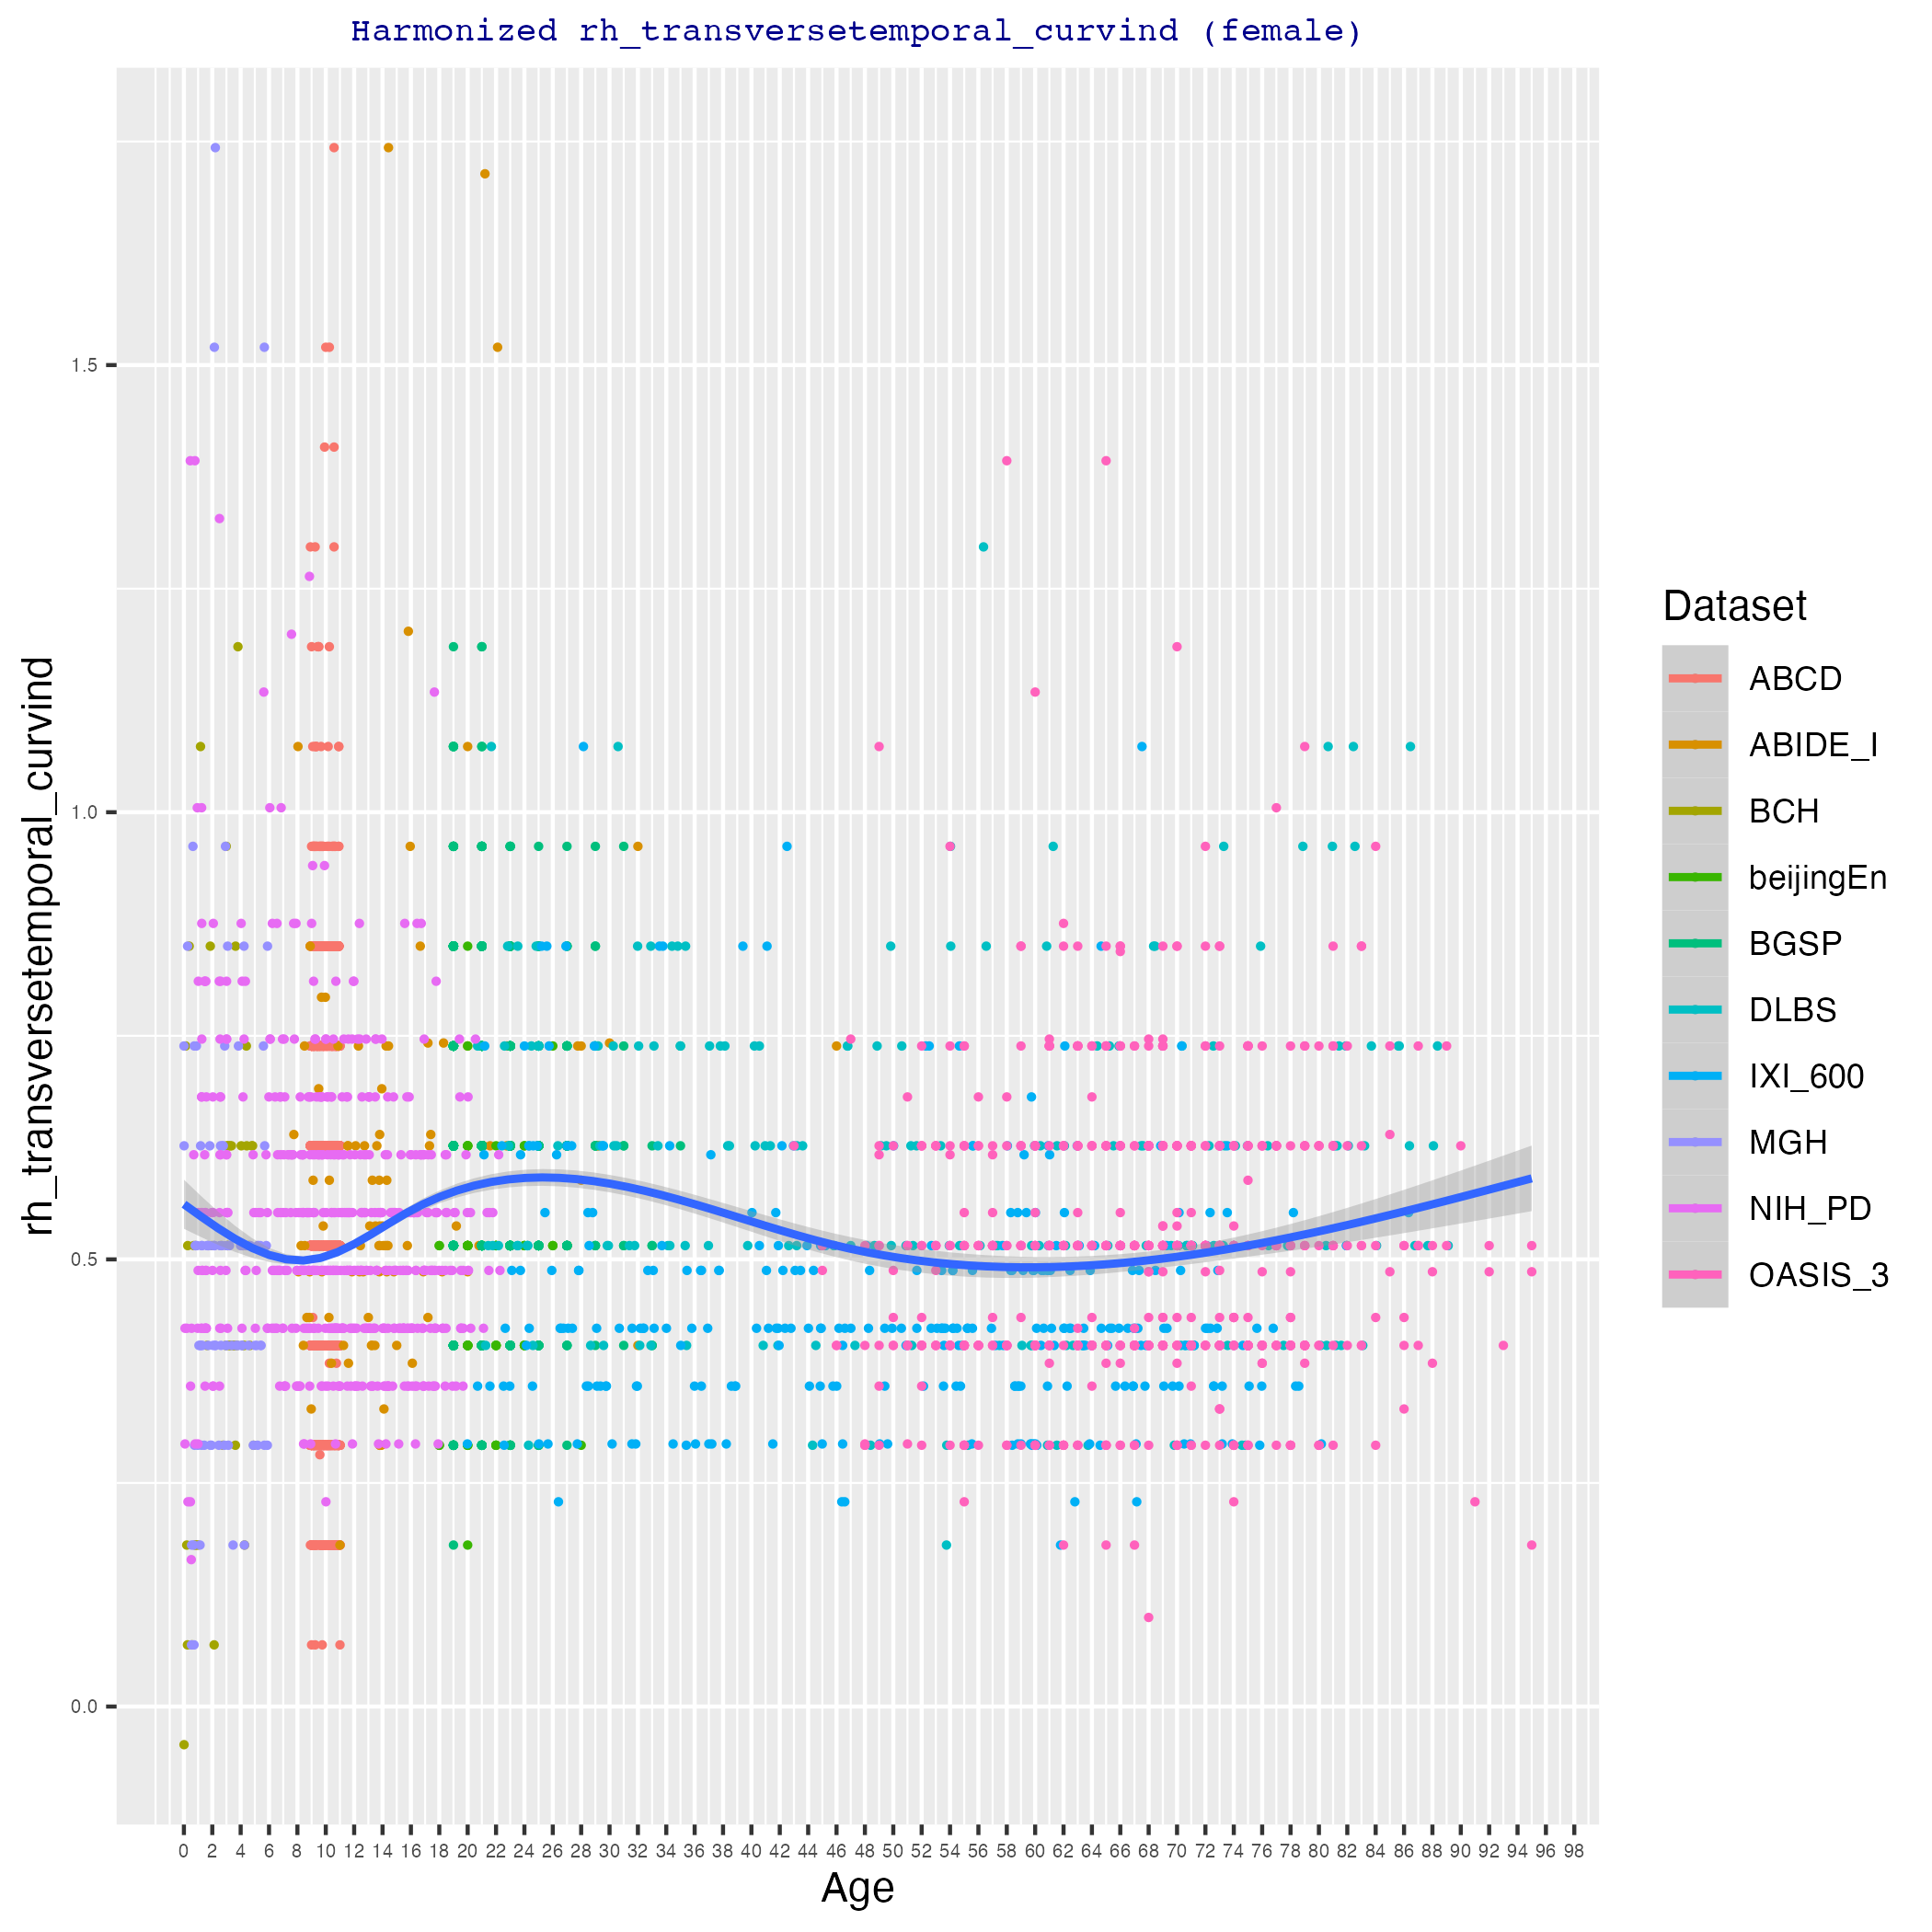 Harmonized rh_transversetemporal_curvind (female)
rh_transversetemporal_curvind
1.5
1.0
0.5
0.0
0 2 4 6 8 10 12 14 16 18 20 22 24 26 28 30 32 34 36 38 40 42 44 46 48 50 52 54 56 58 60 62 64 66 68 70 72 74 76 78 80 82 84 86 88 90 92 94 96 98
Age
Dataset
ABCD
ABIDE_I
BCH
beijingEn
BGSP
DLBS
IXI_600
MGH
NIH_PD
OASIS_3